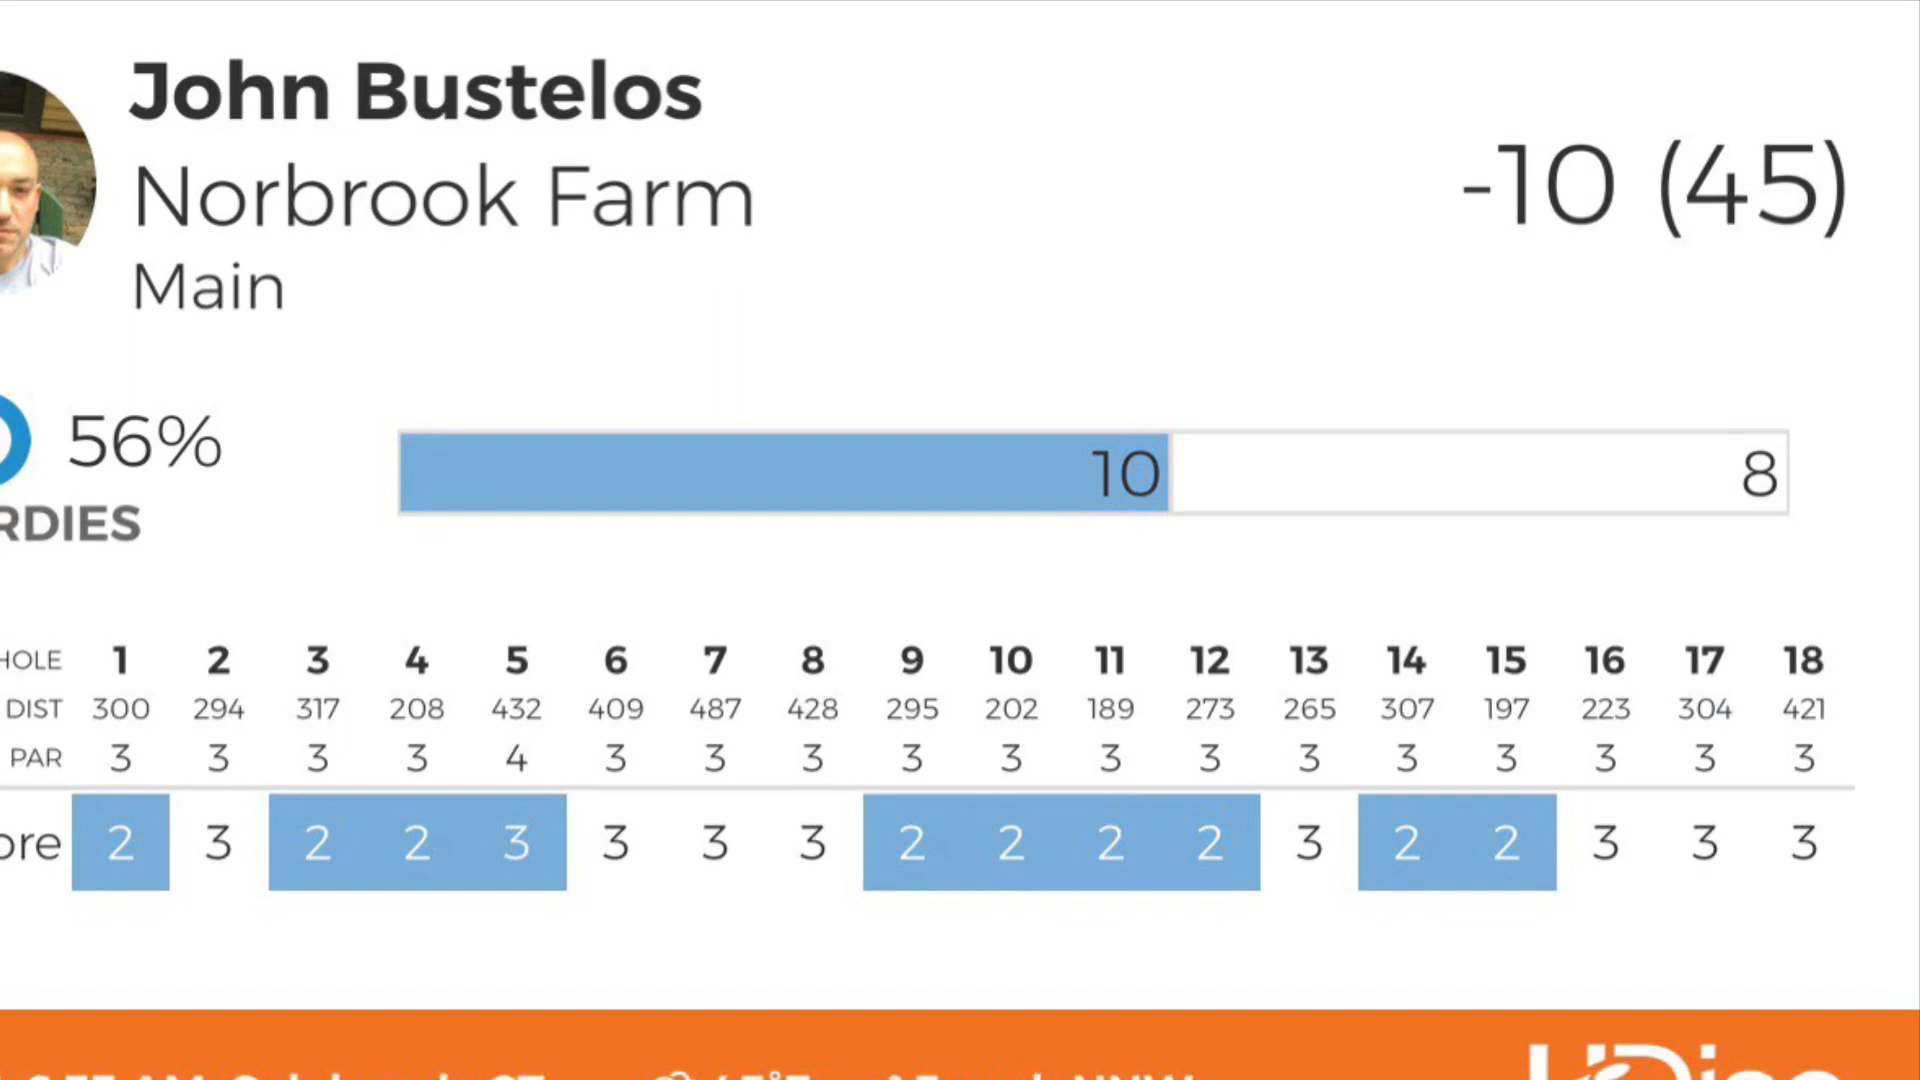 John Bustelos
Norbrook Farm
Main
-10 (45)
56%
10 8
HOLE 1 2 3 4 5 6 7 8 9 10 11 12 13 14 15 16 17 18
DIST 300 294 317 208 432 409 487 428 295 202 189 273 265 307 197 223 304 421
PAR 3 3 3 3 4 3 3 3 3 3 3 3 3 3 3 3 3 3
2 3 2 2 3 3 3 3 2 2 2 2 3 2 2 3 3 3
UDisc